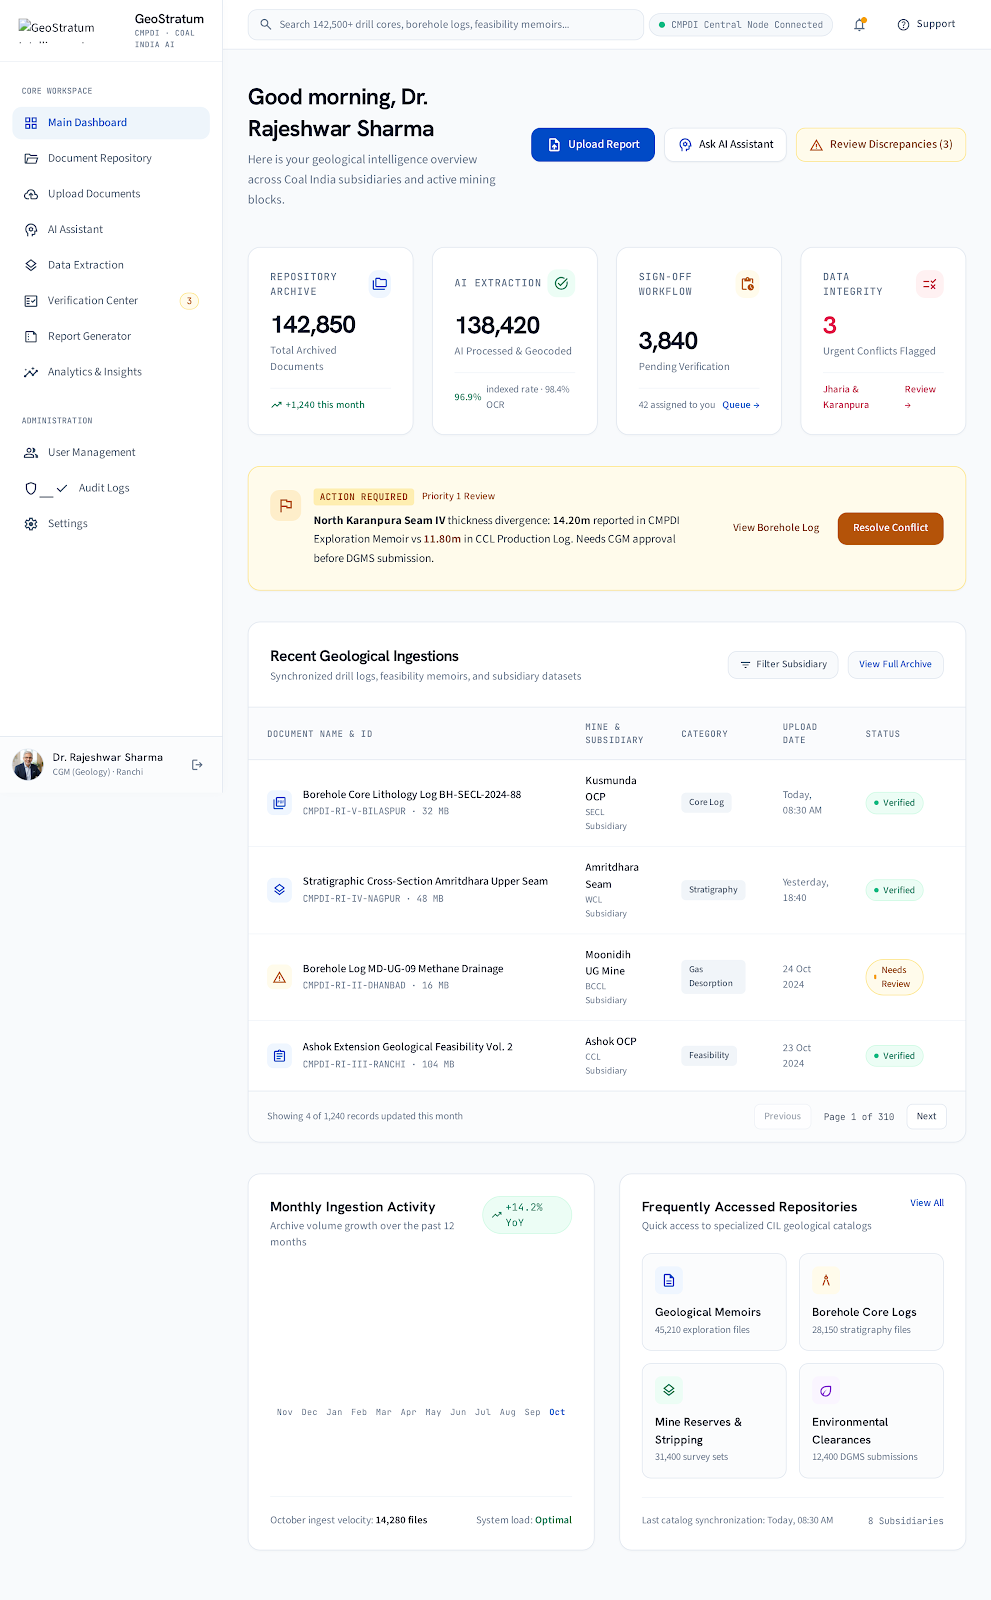 GeoStratum
GeoStratum
CMPDI · COAL
INDIA AI
Search 142,500+ drill cores, borehole logs, feasibility memoirs...
CMPDI Central Node Connected
Support
CORE WORKSPACE
Main Dashboard
Document Repository
Upload Documents
AI Assistant
Data Extraction
Verification Center
3
Report Generator
Analytics & Insights
ADMINISTRATION
User Management
Audit Logs
Settings
Dr. Rajeshwar Sharma
CGM (Geology) · Ranchi
Good morning, Dr.
Rajeshwar Sharma
Here is your geological intelligence overview
across Coal India subsidiaries and active mining
blocks.
Upload Report
Ask AI Assistant
Review Discrepancies (3)
REPOSITORY
ARCHIVE
142,850
Total Archived
Documents
+1,240 this month
AI EXTRACTION
138,420
AI Processed & Geocoded
96.9%
indexed rate · 98.4%
OCR
SIGN-OFF
WORKFLOW
3,840
Pending Verification
42 assigned to you
Queue →
DATA
INTEGRITY
3
Urgent Conflicts Flagged
Jharia &
Karanpura
Review
→
ACTION REQUIRED
Priority 1 Review
North Karanpura Seam IV thickness divergence: 14.20m reported in CMPDI
Exploration Memoir vs 11.80m in CCL Production Log. Needs CGM approval
before DGMS submission.
View Borehole Log
Resolve Conflict
Recent Geological Ingestions
Synchronized drill logs, feasibility memoirs, and subsidiary datasets
Filter Subsidiary
View Full Archive
DOCUMENT NAME & ID
MINE &
SUBSIDIARY
CATEGORY
UPLOAD
DATE
STATUS
Borehole Core Lithology Log BH-SECL-2024-88
CMPDI-RI-V-BILASPUR · 32 MB
Kusmunda
OCP
SECL
Subsidiary
Core Log
Today,
08:30 AM
Verified
Stratigraphic Cross-Section Amritdhara Upper Seam
CMPDI-RI-IV-NAGPUR · 48 MB
Amritdhara
Seam
WCL
Subsidiary
Stratigraphy
Yesterday,
18:40
Verified
Borehole Log MD-UG-09 Methane Drainage
CMPDI-RI-II-DHANBAD · 16 MB
Moonidih
UG Mine
BCCL
Subsidiary
Gas
Desorption
24 Oct
2024
Needs
Review
Ashok Extension Geological Feasibility Vol. 2
CMPDI-RI-III-RANCHI · 104 MB
Ashok OCP
CCL
Subsidiary
Feasibility
23 Oct
2024
Verified
Showing 4 of 1,240 records updated this month
Previous
Page 1 of 310
Next
Monthly Ingestion Activity
Archive volume growth over the past 12
months
+14.2%
YoY
Nov Dec Jan Feb Mar Apr May Jun Jul Aug Sep Oct
October ingest velocity: 14,280 files
System load: Optimal
Frequently Accessed Repositories
Quick access to specialized CIL geological catalogs
View All
Geological Memoirs
45,210 exploration files
Borehole Core Logs
28,150 stratigraphy files
Mine Reserves &
Stripping
31,400 survey sets
Environmental
Clearances
12,400 DGMS submissions
Last catalog synchronization: Today, 08:30 AM
8 Subsidiaries